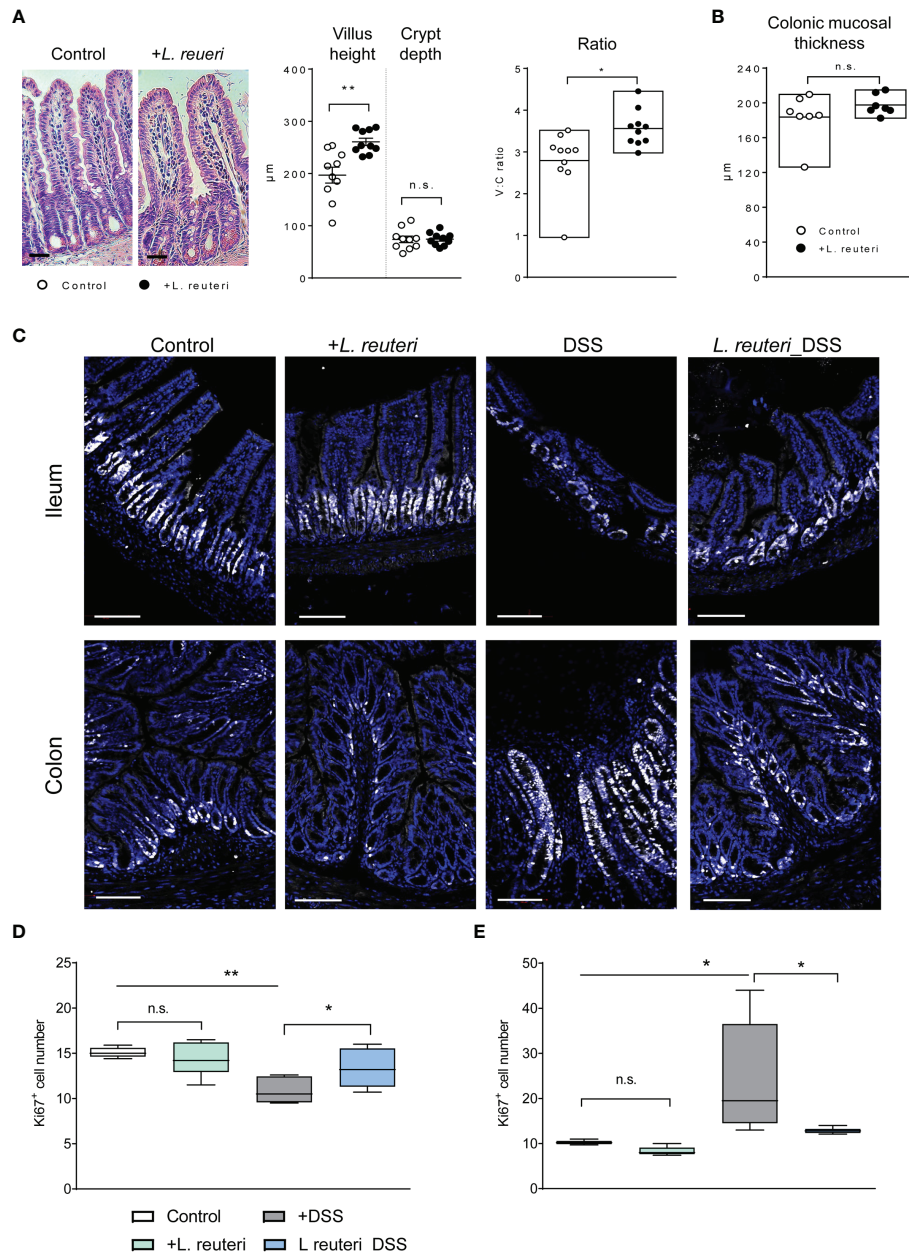 A
Control
+L. reueri
Villus
height
Crypt
depth
Ratio
B
Colonic mucosal
thickness
400
300
200
100
0
µm
**
n.s.
5
4
3
2
1
0
V:C ratio
*
240
200
160
120
80
40
0
µm
n.s.
Control
+L. reuteri
Control
+L. reuteri
C
Control
+L. reuteri
DSS
L. reuteri_DSS
Ileum
Colon
D
25
20
15
10
5
0
Ki67+ cell number
**
n.s.
*
E
50
40
30
20
10
0
Ki67+ cell number
*
*
n.s.
Control
+DSS
+L. reuteri
L reuteri DSS